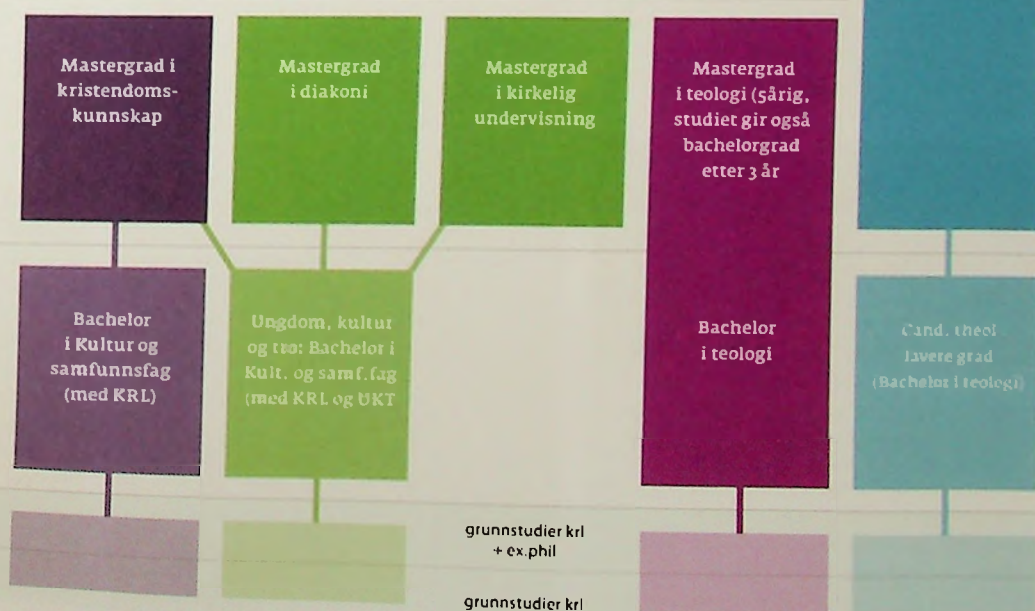 Mastergrad i
kristendoms-
kunnskap
Mastergrad
i diakoni
Mastergrad
i kirkelig
undervisning
Mastergrad
i teologi (5årig,
studiet gir også
bachelorgrad
etter 3 år
Bachelor
i Kultur og
samfunnsfag
(med KRL)
Ungdom, kultur
og tro: Bachelor i
Kult. og samf.fag
(med KRL og UKT
Bachelor
i teologi
Cand. theol
lavere grad
(Bachelor i teologi)
grunnstudier krl
+ ex.phil
grunnstudier krl